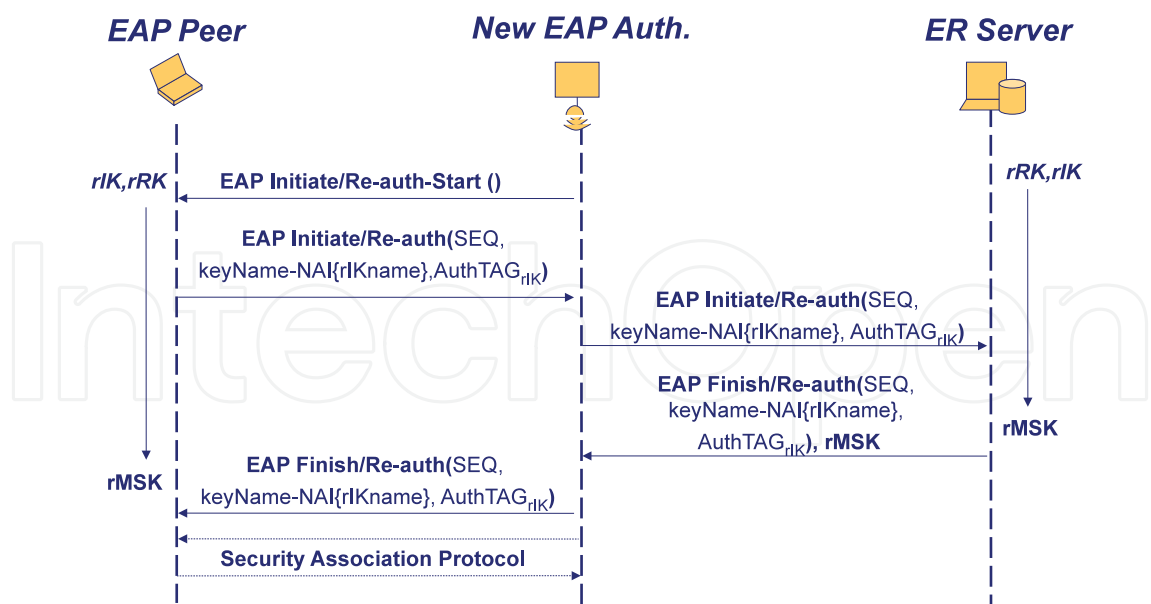 EAP Peer
New EAP Auth.
ER Server
rIK,rRK
EAP Initiate/Re-auth-Start ()
rRK,rIK
EAP Initiate/Re-auth(SEQ,
keyName-NAI{rIKname},AuthTAGrIK)
EAP Initiate/Re-auth(SEQ,
keyName-NAI{rIKname}, AuthTAGrIK)
EAP Finish/Re-auth(SEQ,
keyName-NAI{rIKname},
AuthTAGrIK), rMSK
rMSK
EAP Finish/Re-auth(SEQ,
keyName-NAI{rIKname}, AuthTAGrIK)
rMSK
Security Association Protocol
IntechOpen